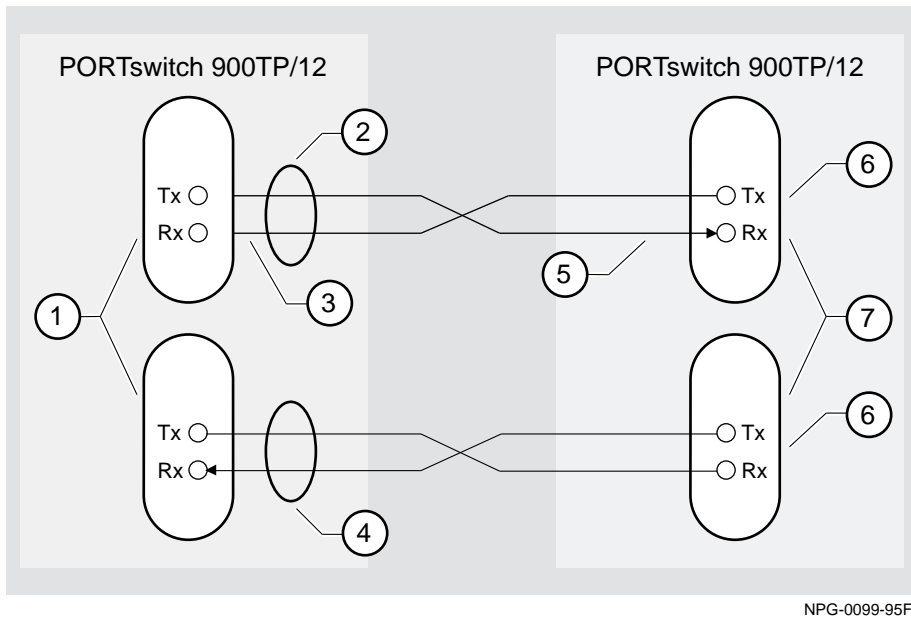 PORTswitch 900TP/12
PORTswitch 900TP/12
2
6
Tx
Tx
Rx
Rx
5
3
1
7
6
Tx
Tx
Rx
Rx
4
NPG-0099-95F